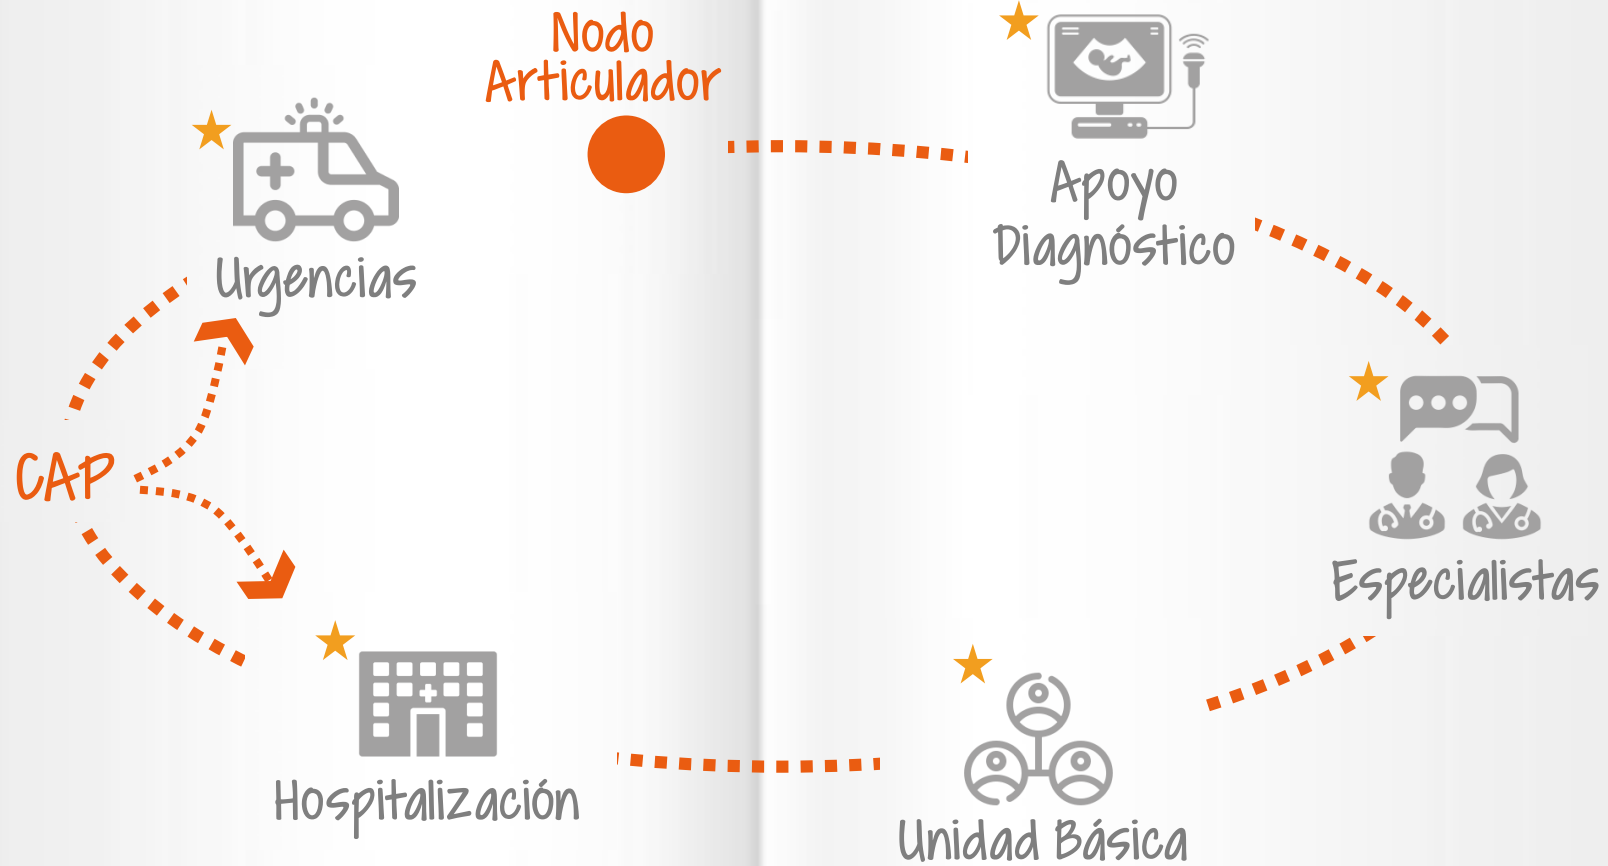 Nodo
Articulador
Apoyo
Diagnóstico
Urgencias
CAP
Especialistas
Hospitalización
Unidad Básica